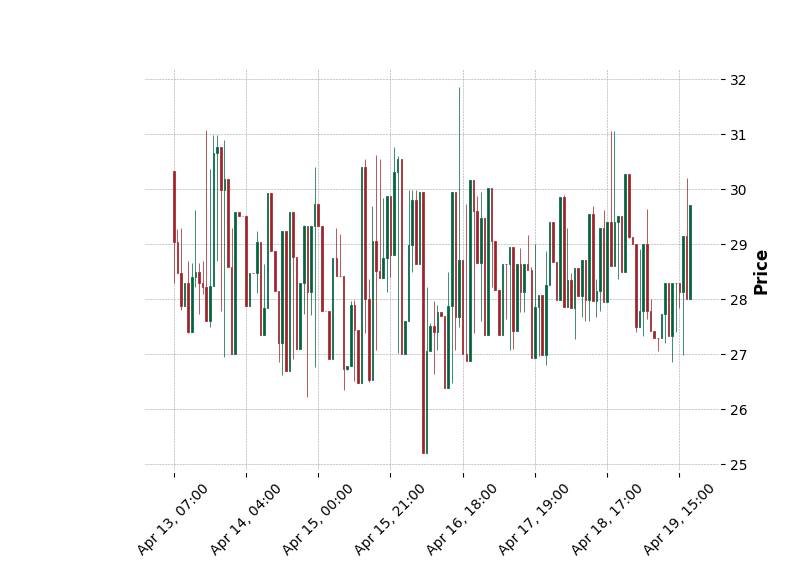 32
31
30
29
28
27
26
25
Price
Apr 13, 07:00
Apr 14, 04:00
Apr 15, 00:00
Apr 15, 21:00
Apr 16, 18:00
Apr 17, 19:00
Apr 18, 17:00
Apr 19, 15:00